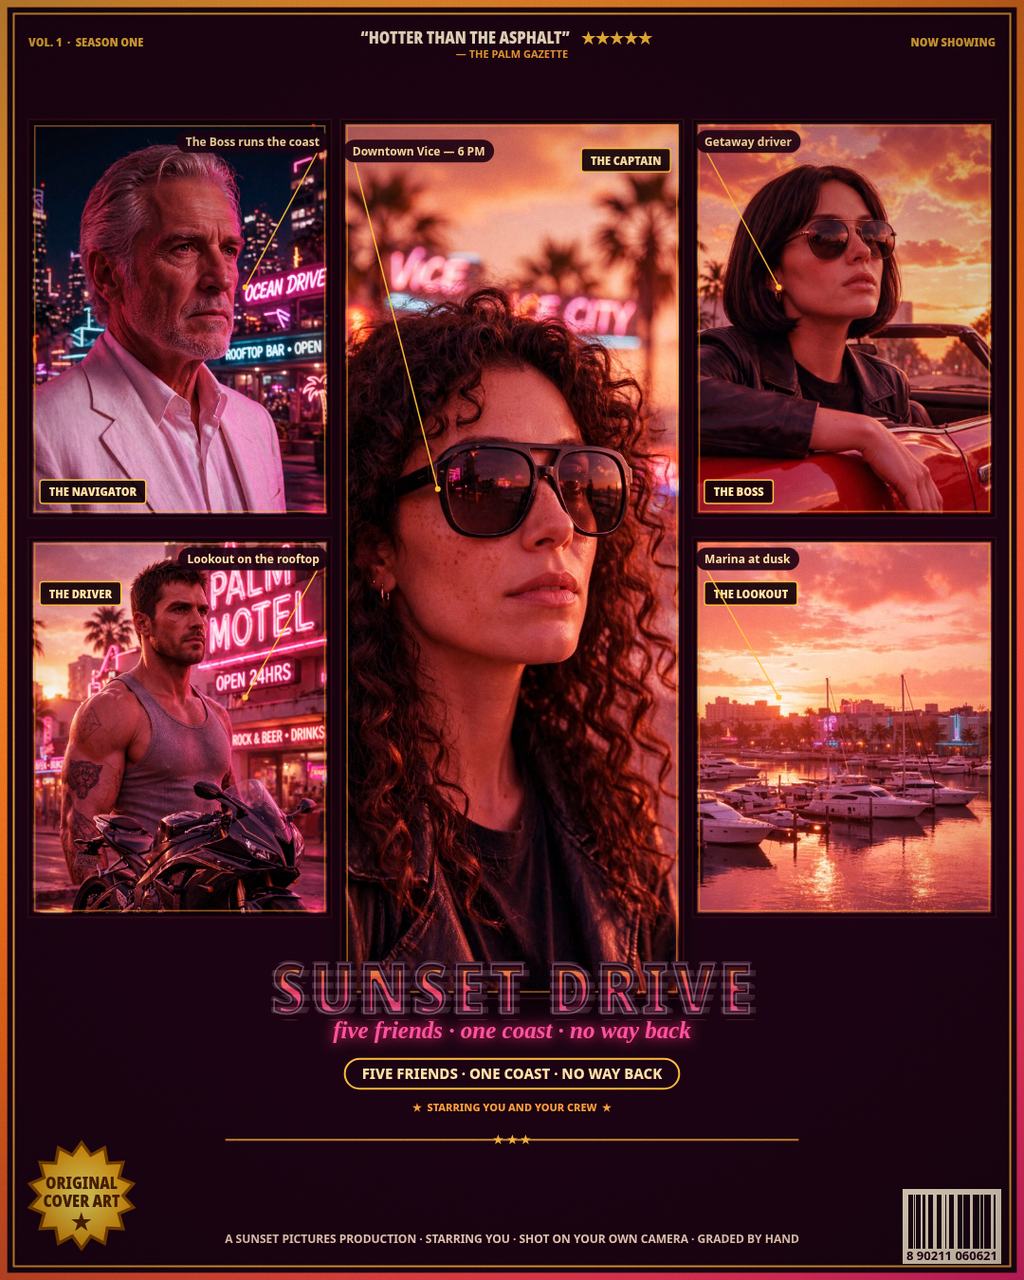 VOL. 1 · SEASON ONE
“HOTTER THAN THE ASPHALT” ★★★★★
— THE PALM GAZETTE
NOW SHOWING
The Boss runs the coast
OCEAN DRIVE
ROOFTOP BAR • OPEN
THE NAVIGATOR
Downtown Vice — 6 PM
THE CAPTAIN
VICE
CITY
Getaway driver
THE BOSS
Lookout on the rooftop
THE DRIVER
PALM
MOTEL
OPEN 24HRS
ROCK & BEER • DRINKS
Marina at dusk
THE LOOKOUT
SUNSET DRIVE
five friends · one coast · no way back
FIVE FRIENDS · ONE COAST · NO WAY BACK
★ STARRING YOU AND YOUR CREW ★
★★★
ORIGINAL
COVER ART
★
A SUNSET PICTURES PRODUCTION · STARRING YOU · SHOT ON YOUR OWN CAMERA · GRADED BY HAND
8 90211 060621